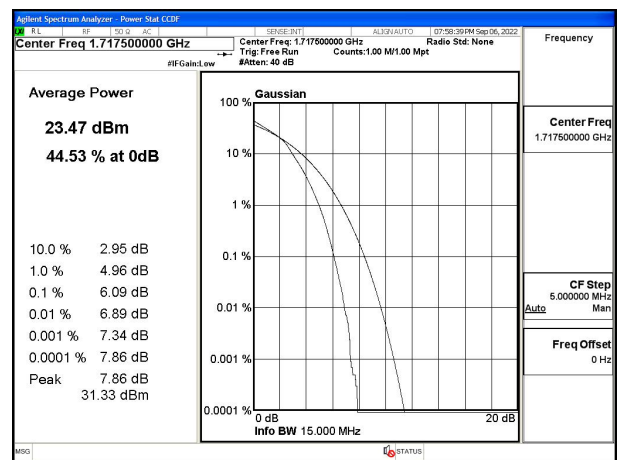 Agilent Spectrum Analyzer - Power Stat CCDF
RL RF 50 Ω AC SENSE:INT ALIGN AUTO 07:58:39 PM Sep 06, 2022
Center Freq 1.717500000 GHz
Center Freq: 1.717500000 GHz Radio Std: None
Trig: Free Run Counts:1.00 M/1.00 Mpt
#IFGain:Low #Atten: 40 dB
Frequency
Average Power
23.47 dBm
44.53 % at 0dB
10.0 % 2.95 dB
1.0 % 4.96 dB
0.1 % 6.09 dB
0.01 % 6.89 dB
0.001 % 7.34 dB
0.0001 % 7.86 dB
Peak 7.86 dB
31.33 dBm
Gaussian
100 %
10 %
1 %
0.1 %
0.01 %
0.001 %
0.0001 %
0 dB 20 dB
Info BW 15.000 MHz
Center Freq
1.717500000 GHz
CF Step
5.000000 MHz
Auto Man
Freq Offset
0 Hz
MSG STATUS